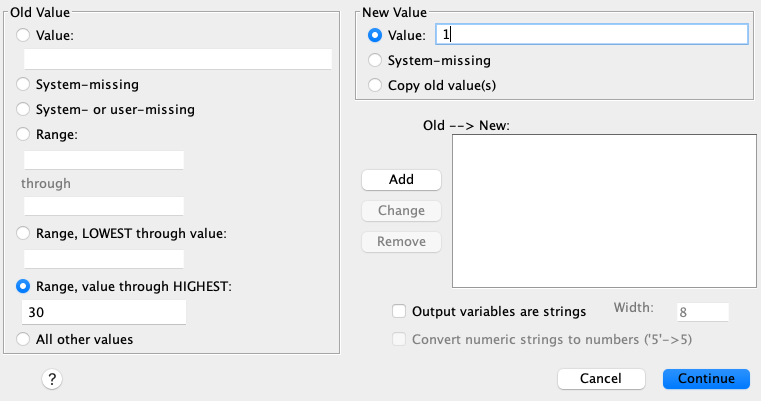 Old Value
Value:
System-missing
System- or user-missing
Range:
through
Range, LOWEST through value:
Range, value through HIGHEST:
30
All other values
New Value
Value: 1
System-missing
Copy old value(s)
Old --> New:
Add
Change
Remove
Output variables are strings Width: 8
Convert numeric strings to numbers ('5'->5)
?
Cancel Continue